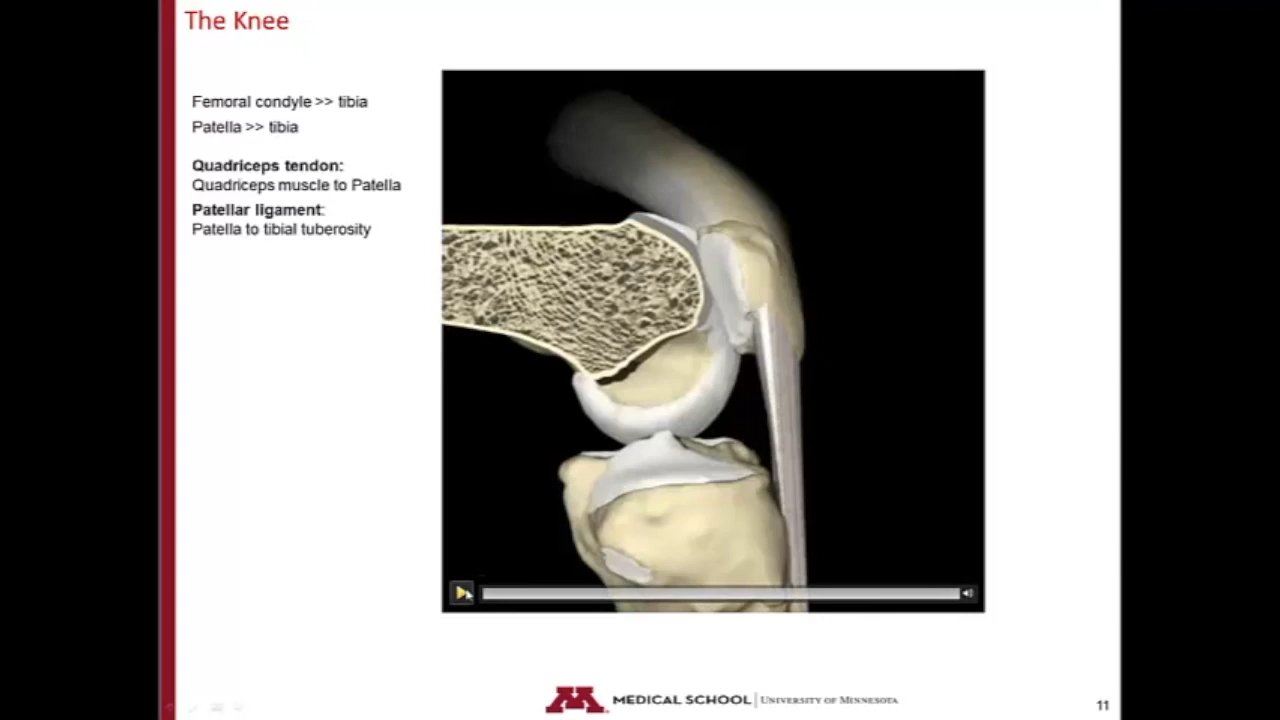 The Knee
Femoral condyle >> tibia
Patella >> tibia
Quadriceps tendon:
Quadriceps muscle to Patella
Patellar ligament:
Patella to tibial tuberosity
M
MEDICAL SCHOOL | UNIVERSITY OF MINNESOTA
11